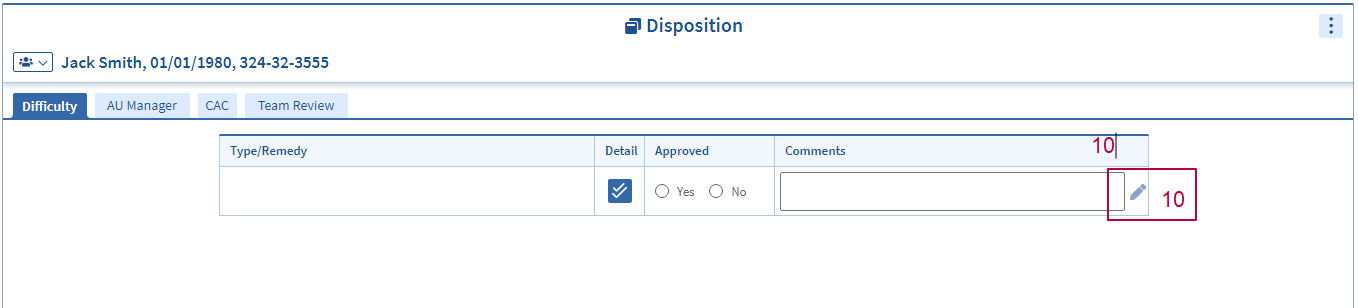 Disposition
Jack Smith, 01/01/1980, 324-32-3555
Difficulty AU Manager CAC Team Review
Type/Remedy Detail Approved Comments 10
Yes No 10